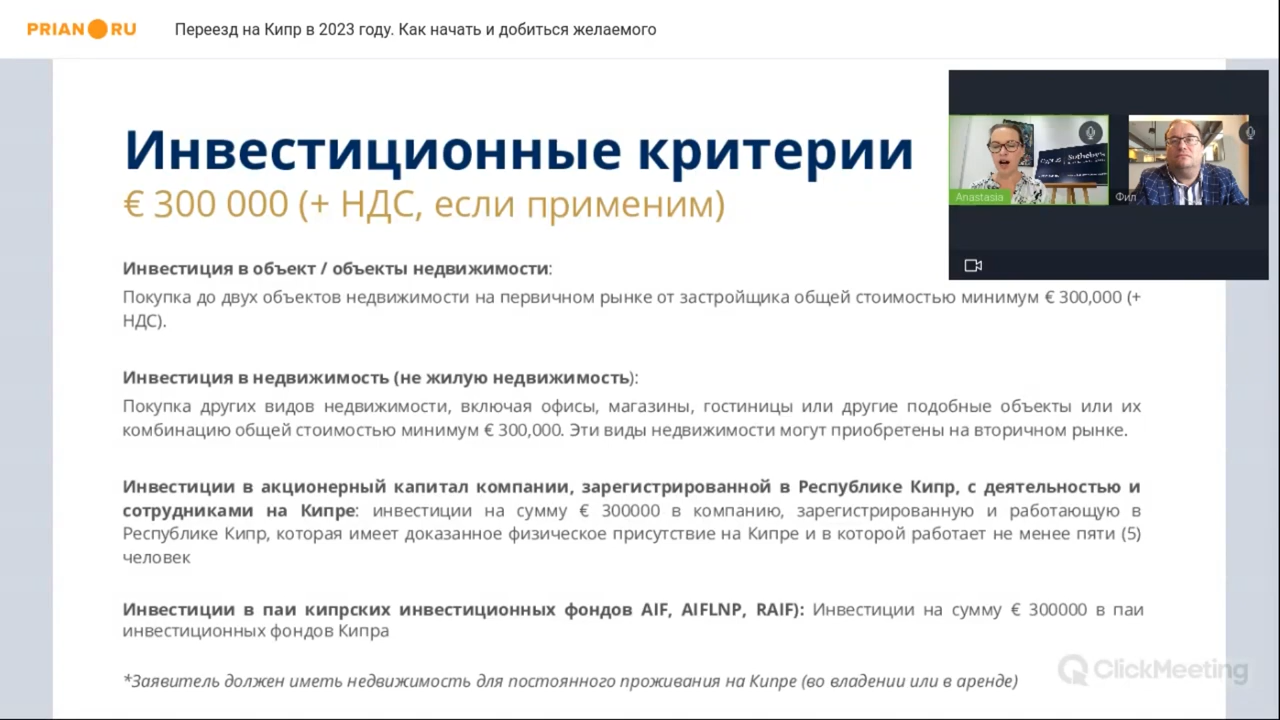 PRIAN RU
Переезд на Кипр в 2023 году. Как начать и добиться желаемого
Инвестиционные критерии
€ 300 000 (+ НДС, если применим)
Cyprus Sotheby's
Anastasia
Фил
Инвестиция в объект / объекты недвижимости:
Покупка до двух объектов недвижимости на первичном рынке от застройщика общей стоимостью минимум € 300,000 (+
НДС).
Инвестиция в недвижимость (не жилую недвижимость):
Покупка других видов недвижимости, включая офисы, магазины, гостиницы или другие подобные объекты или их
комбинацию общей стоимостью минимум € 300,000. Эти виды недвижимости могут приобретены на вторичном рынке.
Инвестиции в акционерный капитал компании, зарегистрированной в Республике Кипр, с деятельностью и
сотрудниками на Кипре: инвестиции на сумму € 300000 в компанию, зарегистрированную и работающую в
Республике Кипр, которая имеет доказанное физическое присутствие на Кипре и в которой работает не менее пяти (5)
человек
Инвестиции в паи кипрских инвестиционных фондов AIF, AIFLNP, RAIF): Инвестиции на сумму € 300000 в паи
инвестиционных фондов Кипра
*Заявитель должен иметь недвижимость для постоянного проживания на Кипре (во владении или в аренде)
ClickMeeting